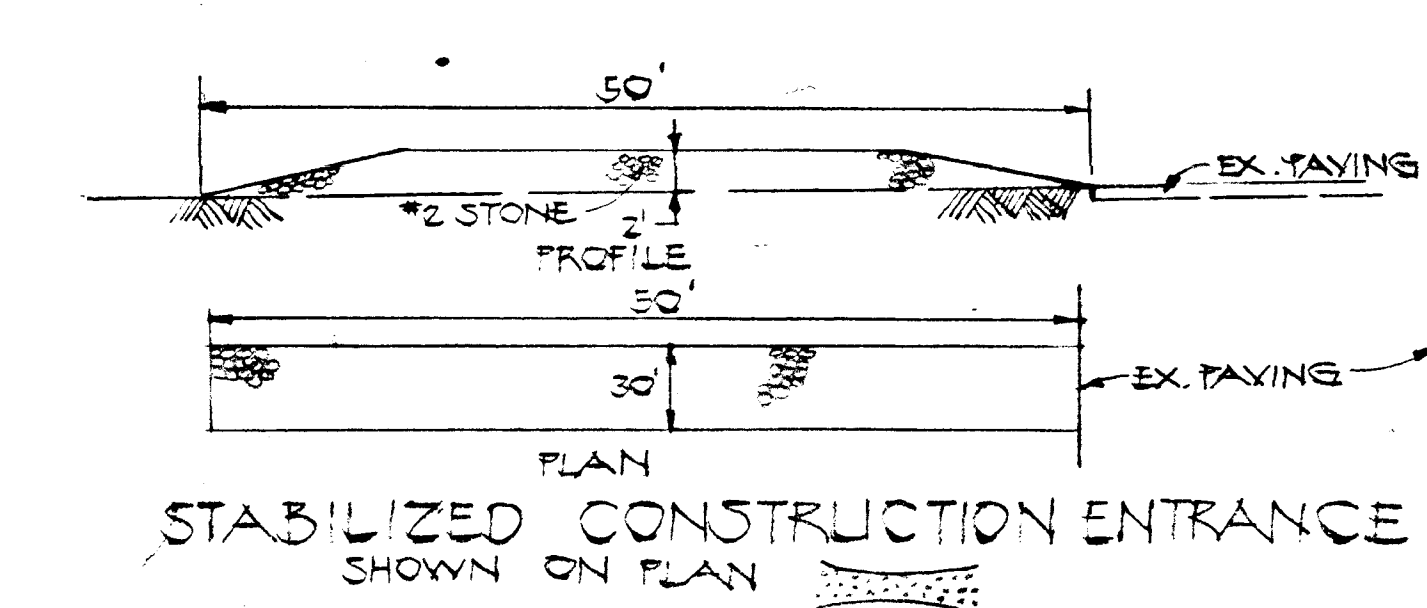 50'
EX. PAVING
#2 STONE
2'
PROFILE
50'
30'
EX. PAVING
PLAN
STABILIZED CONSTRUCTION ENTRANCE
SHOWN ON PLAN